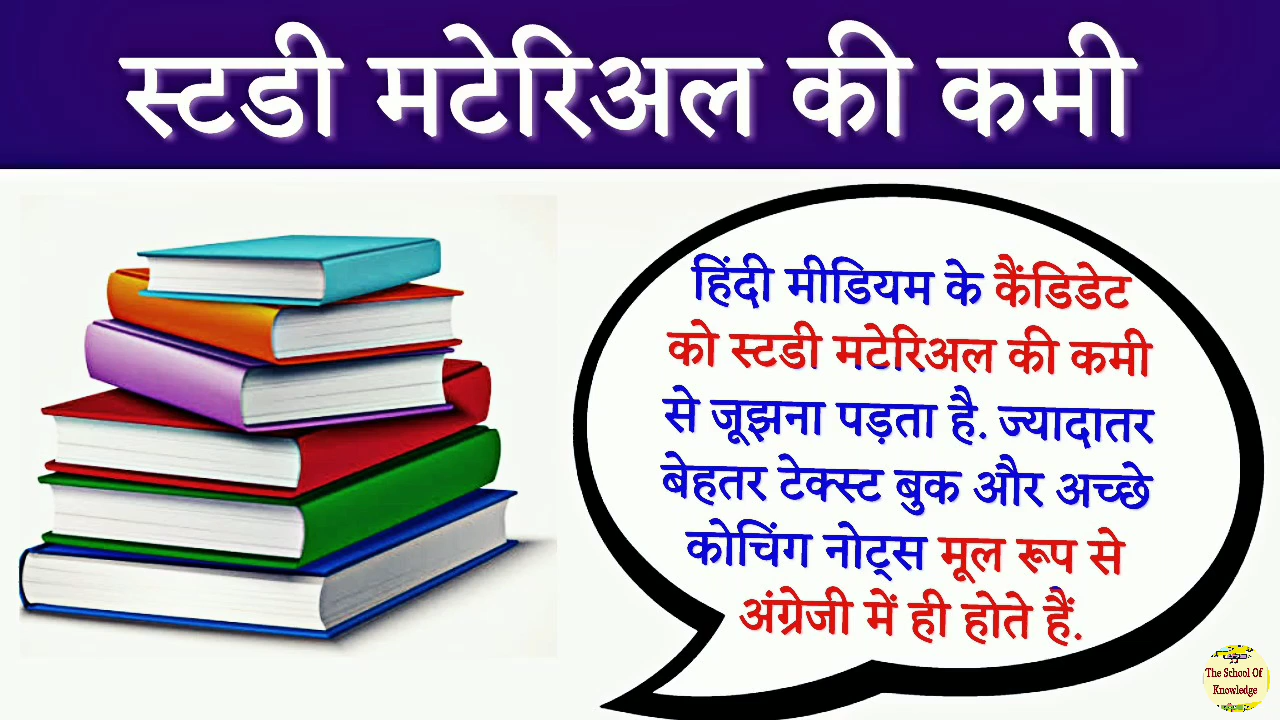 स्टडी मटेरिअल की कमी
हिंदी मीडियम के कैंडिडेट
को स्टडी मटेरिअल की कमी
से जूझना पड़ता है. ज्यादातर
बेहतर टेक्स्ट बुक और अच्छे
कोचिंग नोट्स मूल रूप से
अंग्रेजी में ही होते हैं.
The School Of
Knowledge